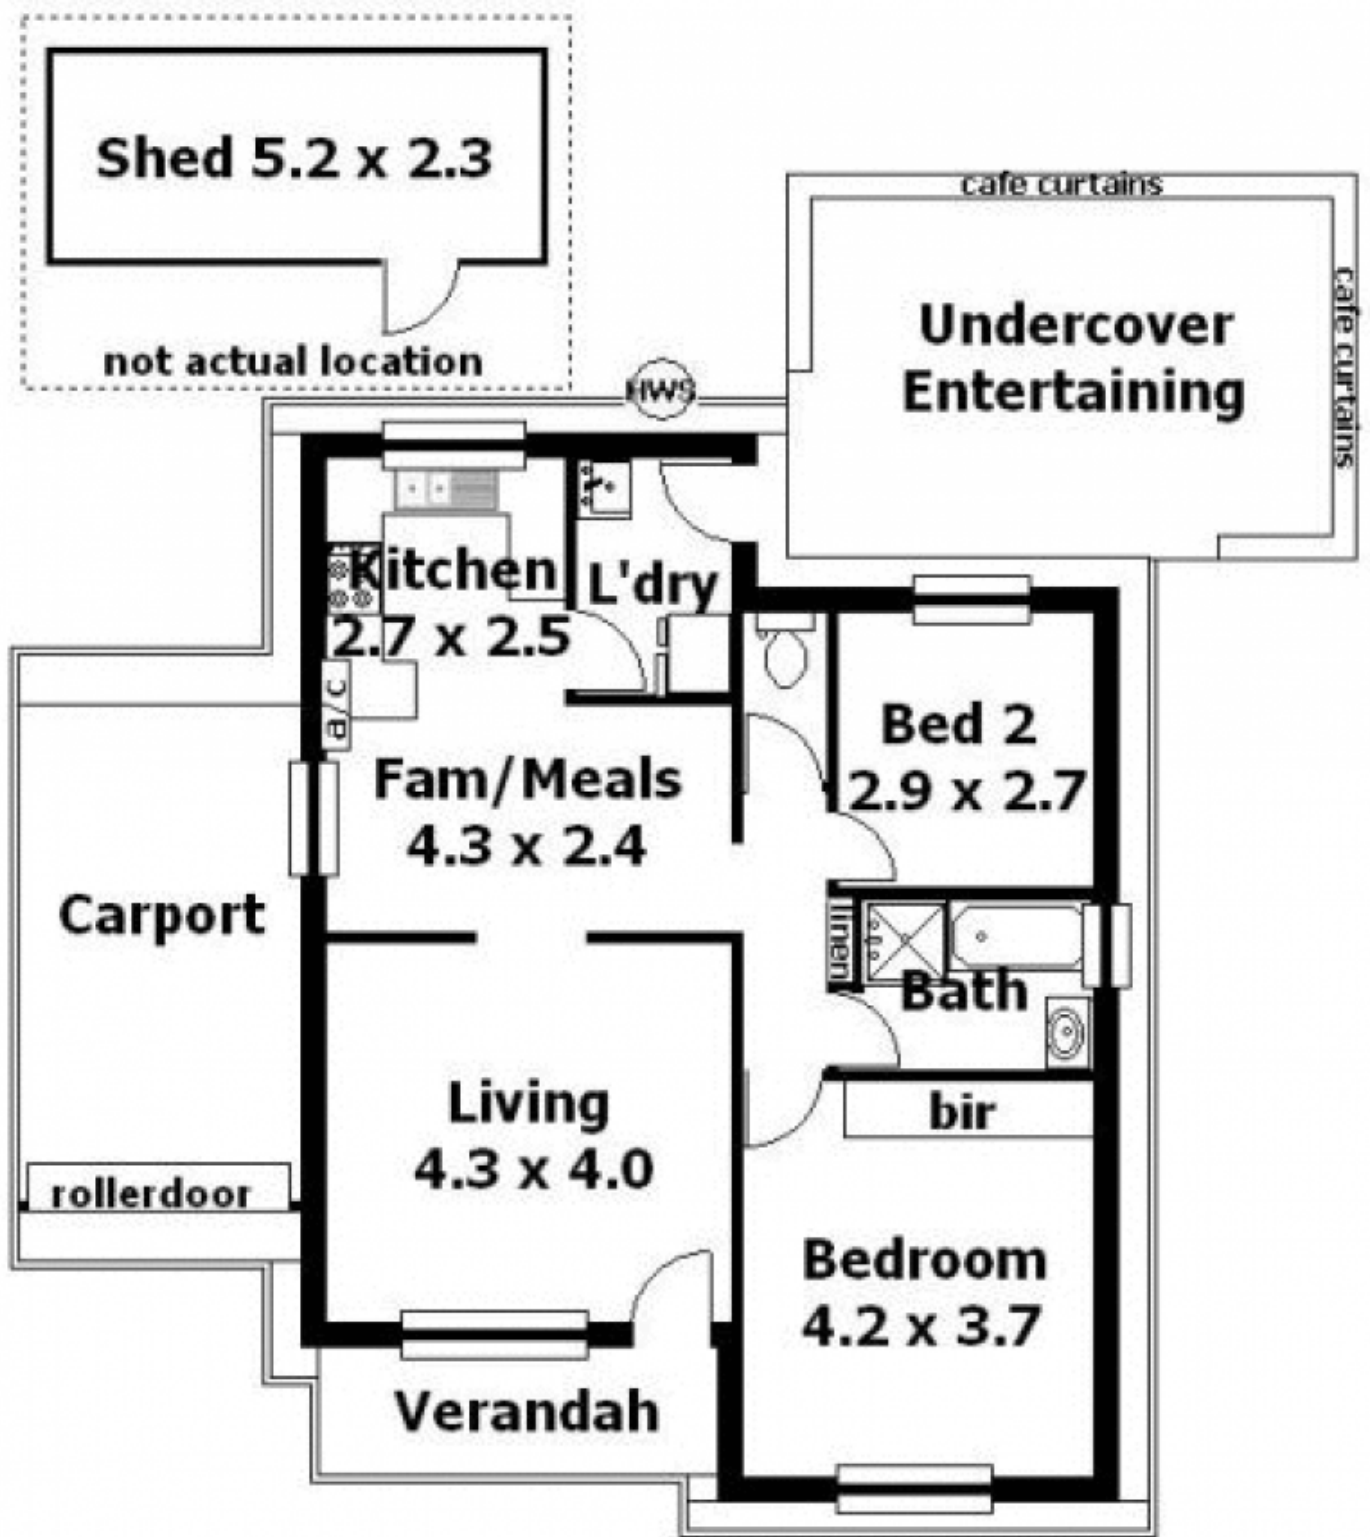 Shed 5.2 x 2.3
not actual location
cafe curtains
cafe curtains
Undercover
Entertaining
HWS
Kitchen
2.7 x 2.5
L'dry
a/c
Fam/Meals
4.3 x 2.4
Bed 2
2.9 x 2.7
Carport
linen
Bath
Living
4.3 x 4.0
bir
rollerdoor
Bedroom
4.2 x 3.7
Verandah